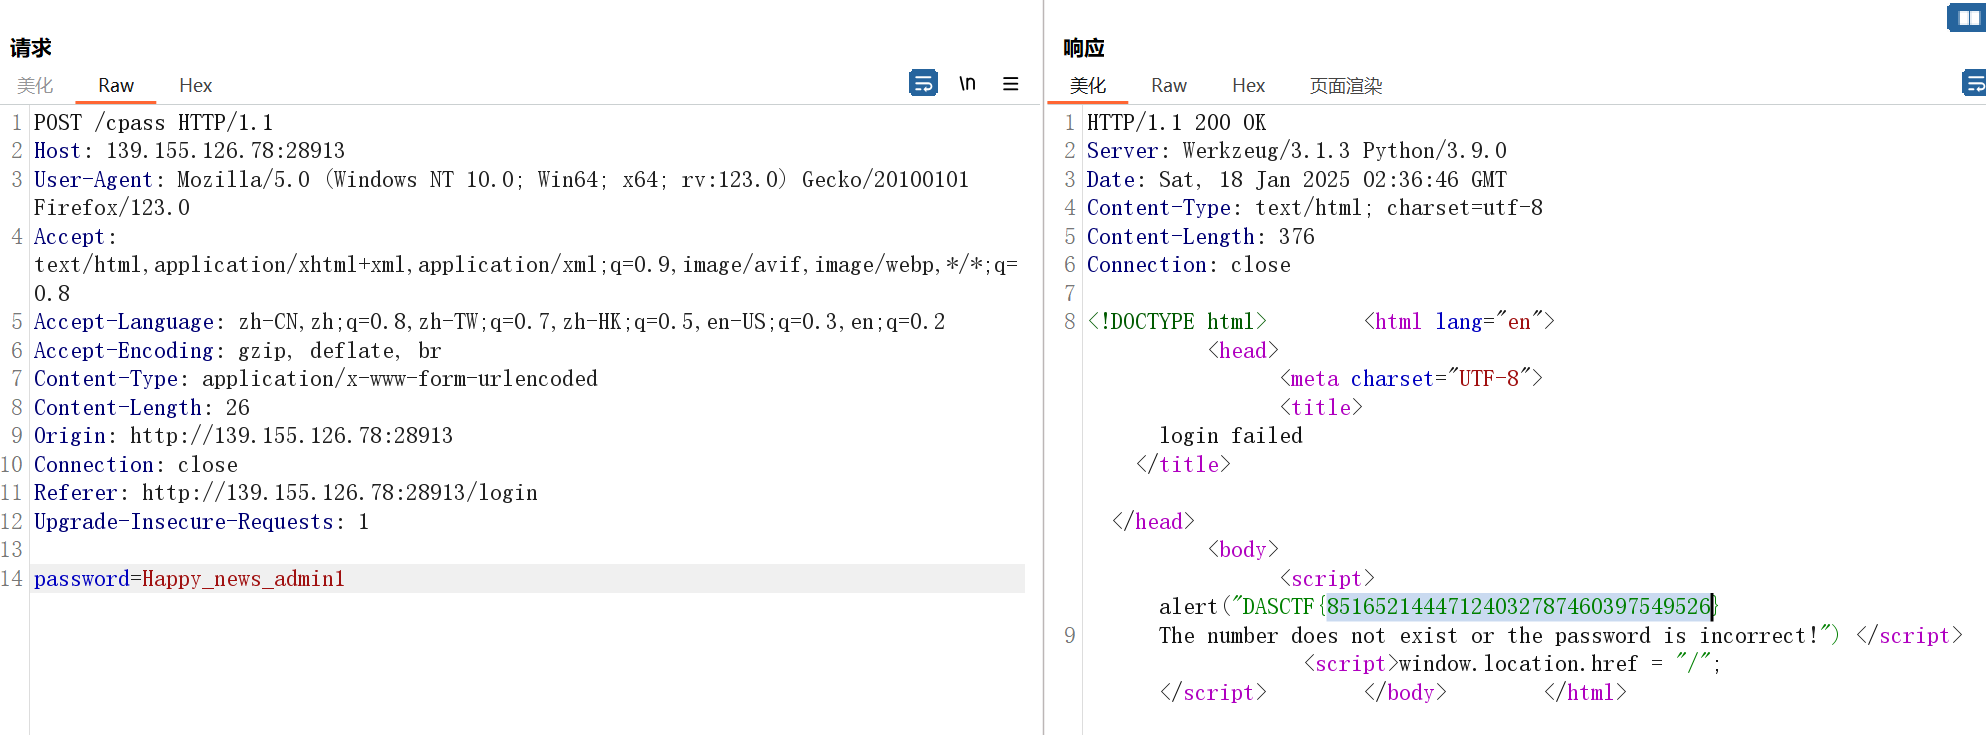 请求
美化 Raw Hex \n
1 POST /cpass HTTP/1.1
2 Host: 139.155.126.78:28913
3 User-Agent: Mozilla/5.0 (Windows NT 10.0; Win64; x64; rv:123.0) Gecko/20100101
Firefox/123.0
4 Accept:
text/html,application/xhtml+xml,application/xml;q=0.9,image/avif,image/webp,*/*;q=
0.8
5 Accept-Language: zh-CN,zh;q=0.8,zh-TW;q=0.7,zh-HK;q=0.5,en-US;q=0.3,en;q=0.2
6 Accept-Encoding: gzip, deflate, br
7 Content-Type: application/x-www-form-urlencoded
8 Content-Length: 26
9 Origin: http://139.155.126.78:28913
10 Connection: close
11 Referer: http://139.155.126.78:28913/login
12 Upgrade-Insecure-Requests: 1
13
14 password=Happy_news_admin1
响应
美化 Raw Hex 页面渲染
1 HTTP/1.1 200 OK
2 Server: Werkzeug/3.1.3 Python/3.9.0
3 Date: Sat, 18 Jan 2025 02:36:46 GMT
4 Content-Type: text/html; charset=utf-8
5 Content-Length: 376
6 Connection: close
7
8 <!DOCTYPE html> <html lang="en">
<head>
<meta charset="UTF-8">
<title>
login failed
</title>
</head>
<body>
<script>
alert("DASCTF{85165214447124032787460397549526}
9 The number does not exist or the password is incorrect!") </script>
<script>window.location.href = "/";
</script> </body> </html>